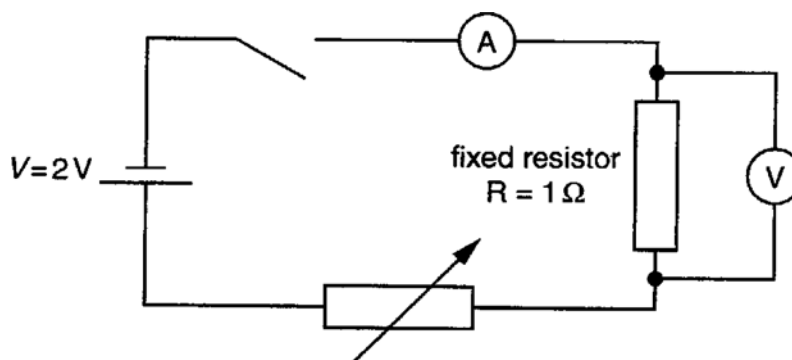 A
V=2V
fixed resistor
R = 1Ω
V